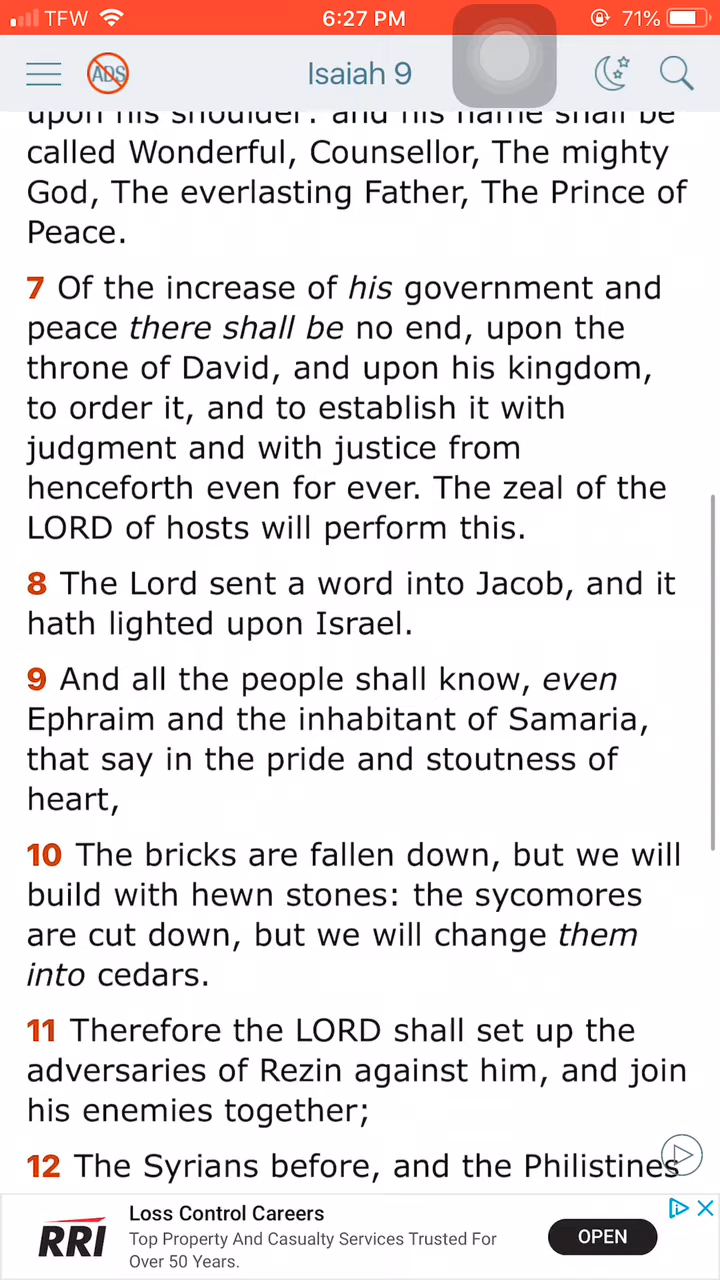 TFW 6:27 PM 71%
ADS Isaiah 9
upon his shoulder: and his name shall be
called Wonderful, Counsellor, The mighty
God, The everlasting Father, The Prince of
Peace.
7 Of the increase of his government and
peace there shall be no end, upon the
throne of David, and upon his kingdom,
to order it, and to establish it with
judgment and with justice from
henceforth even for ever. The zeal of the
LORD of hosts will perform this.
8 The Lord sent a word into Jacob, and it
hath lighted upon Israel.
9 And all the people shall know, even
Ephraim and the inhabitant of Samaria,
that say in the pride and stoutness of
heart,
10 The bricks are fallen down, but we will
build with hewn stones: the sycomores
are cut down, but we will change them
into cedars.
11 Therefore the LORD shall set up the
adversaries of Rezin against him, and join
his enemies together;
12 The Syrians before, and the Philistines
RRI
Loss Control Careers
Top Property And Casualty Services Trusted For
Over 50 Years.
OPEN